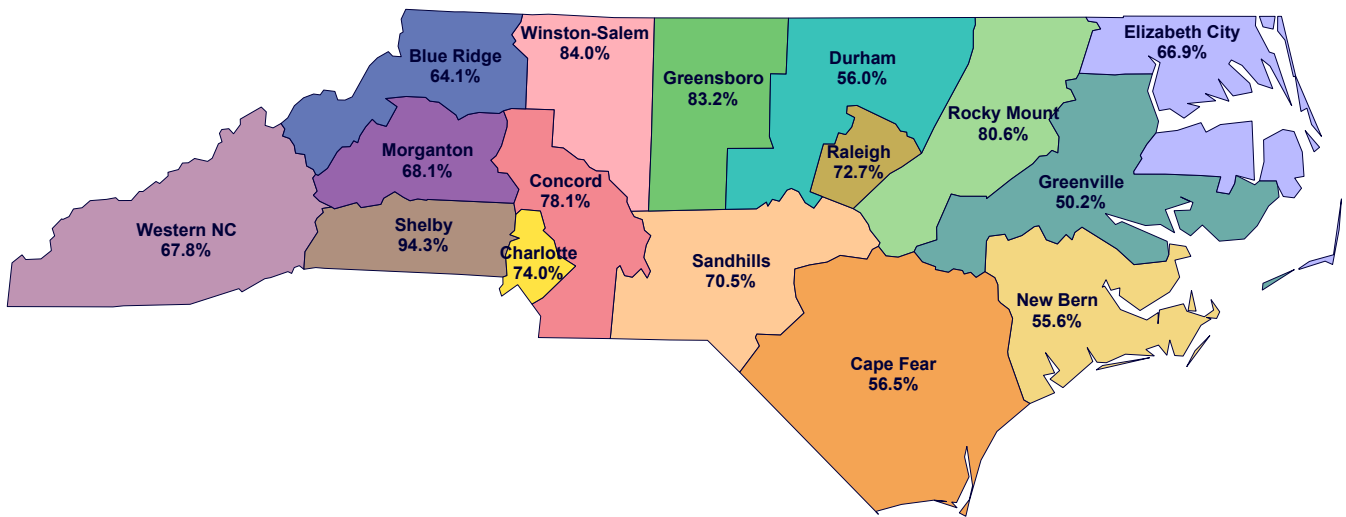 Winston-Salem
84.0%
Elizabeth City
66.9%
Blue Ridge
64.1%
Durham
56.0%
Greensboro
83.2%
Rocky Mount
80.6%
Morganton
68.1%
Raleigh
72.7%
Concord
78.1%
Greenville
50.2%
Western NC
67.8%
Shelby
94.3%
Charlotte
74.0%
Sandhills
70.5%
New Bern
55.6%
Cape Fear
56.5%